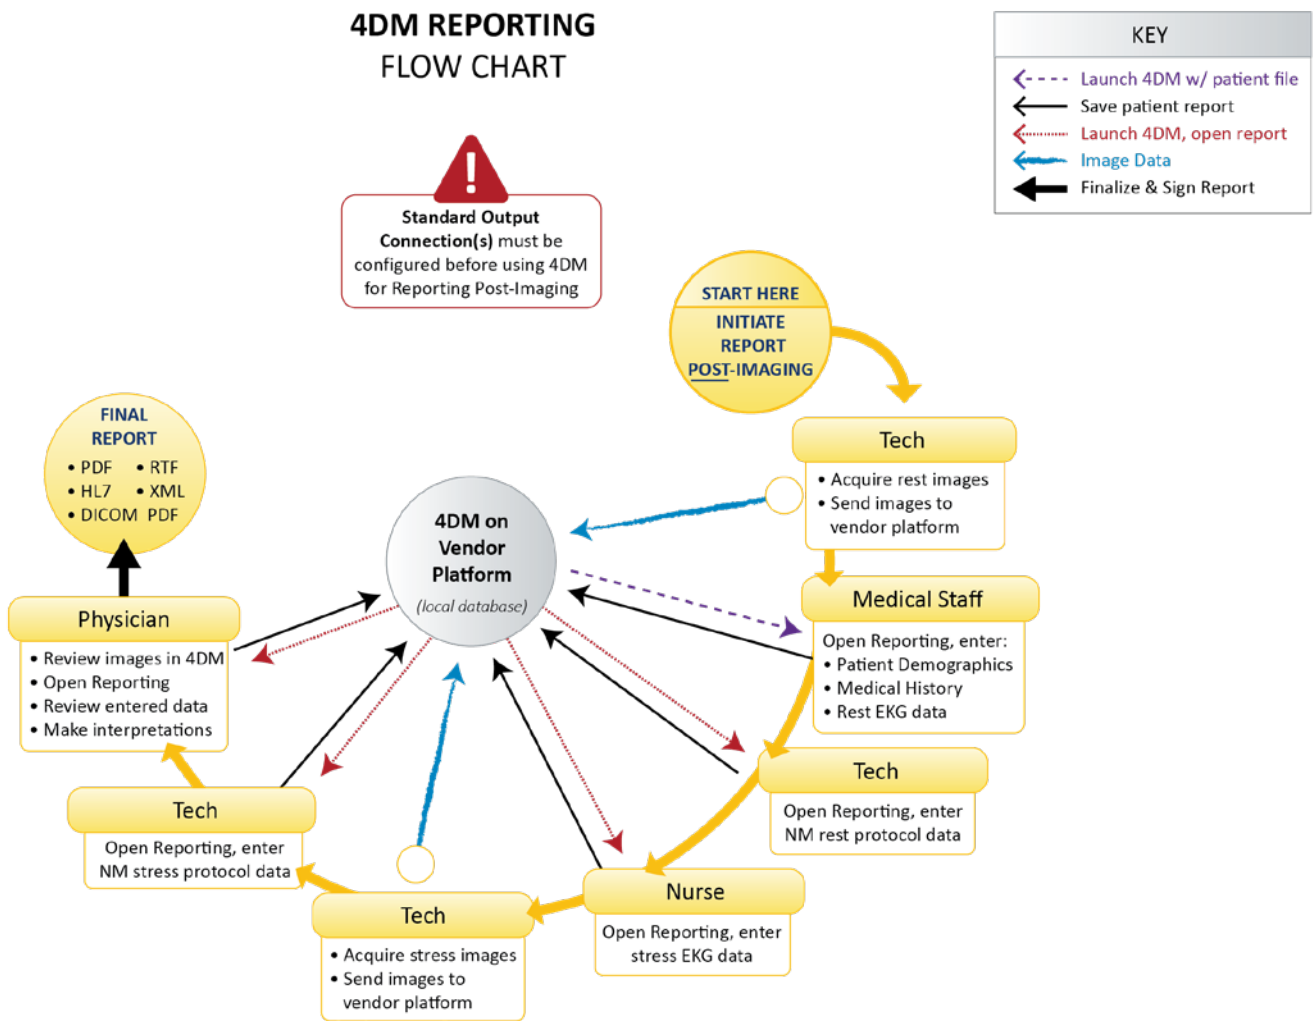 4DM REPORTING
FLOW CHART
KEY
Launch 4DM w/ patient file
Save patient report
Launch 4DM, open report
Image Data
Finalize & Sign Report
!
Standard Output
Connection(s) must be
configured before using 4DM
for Reporting Post-Imaging
START HERE
INITIATE
REPORT
POST-IMAGING
Tech
• Acquire rest images
• Send images to
vendor platform
Medical Staff
Open Reporting, enter:
• Patient Demographics
• Medical History
• Rest EKG data
Tech
Open Reporting, enter
NM rest protocol data
Nurse
Open Reporting, enter
stress EKG data
Tech
• Acquire stress images
• Send images to
vendor platform
Tech
Open Reporting, enter
NM stress protocol data
Physician
• Review images in 4DM
• Open Reporting
• Review entered data
• Make interpretations
FINAL
REPORT
• PDF • RTF
• HL7 • XML
• DICOM PDF
4DM on
Vendor
Platform
(local database)